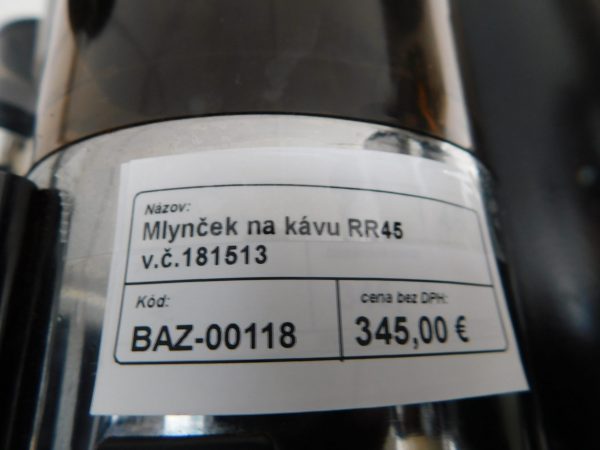 Názov:
Mlynček na kávu RR45
v.č.181513
Kód:
BAZ-00118
cena bez DPH:
345,00 €